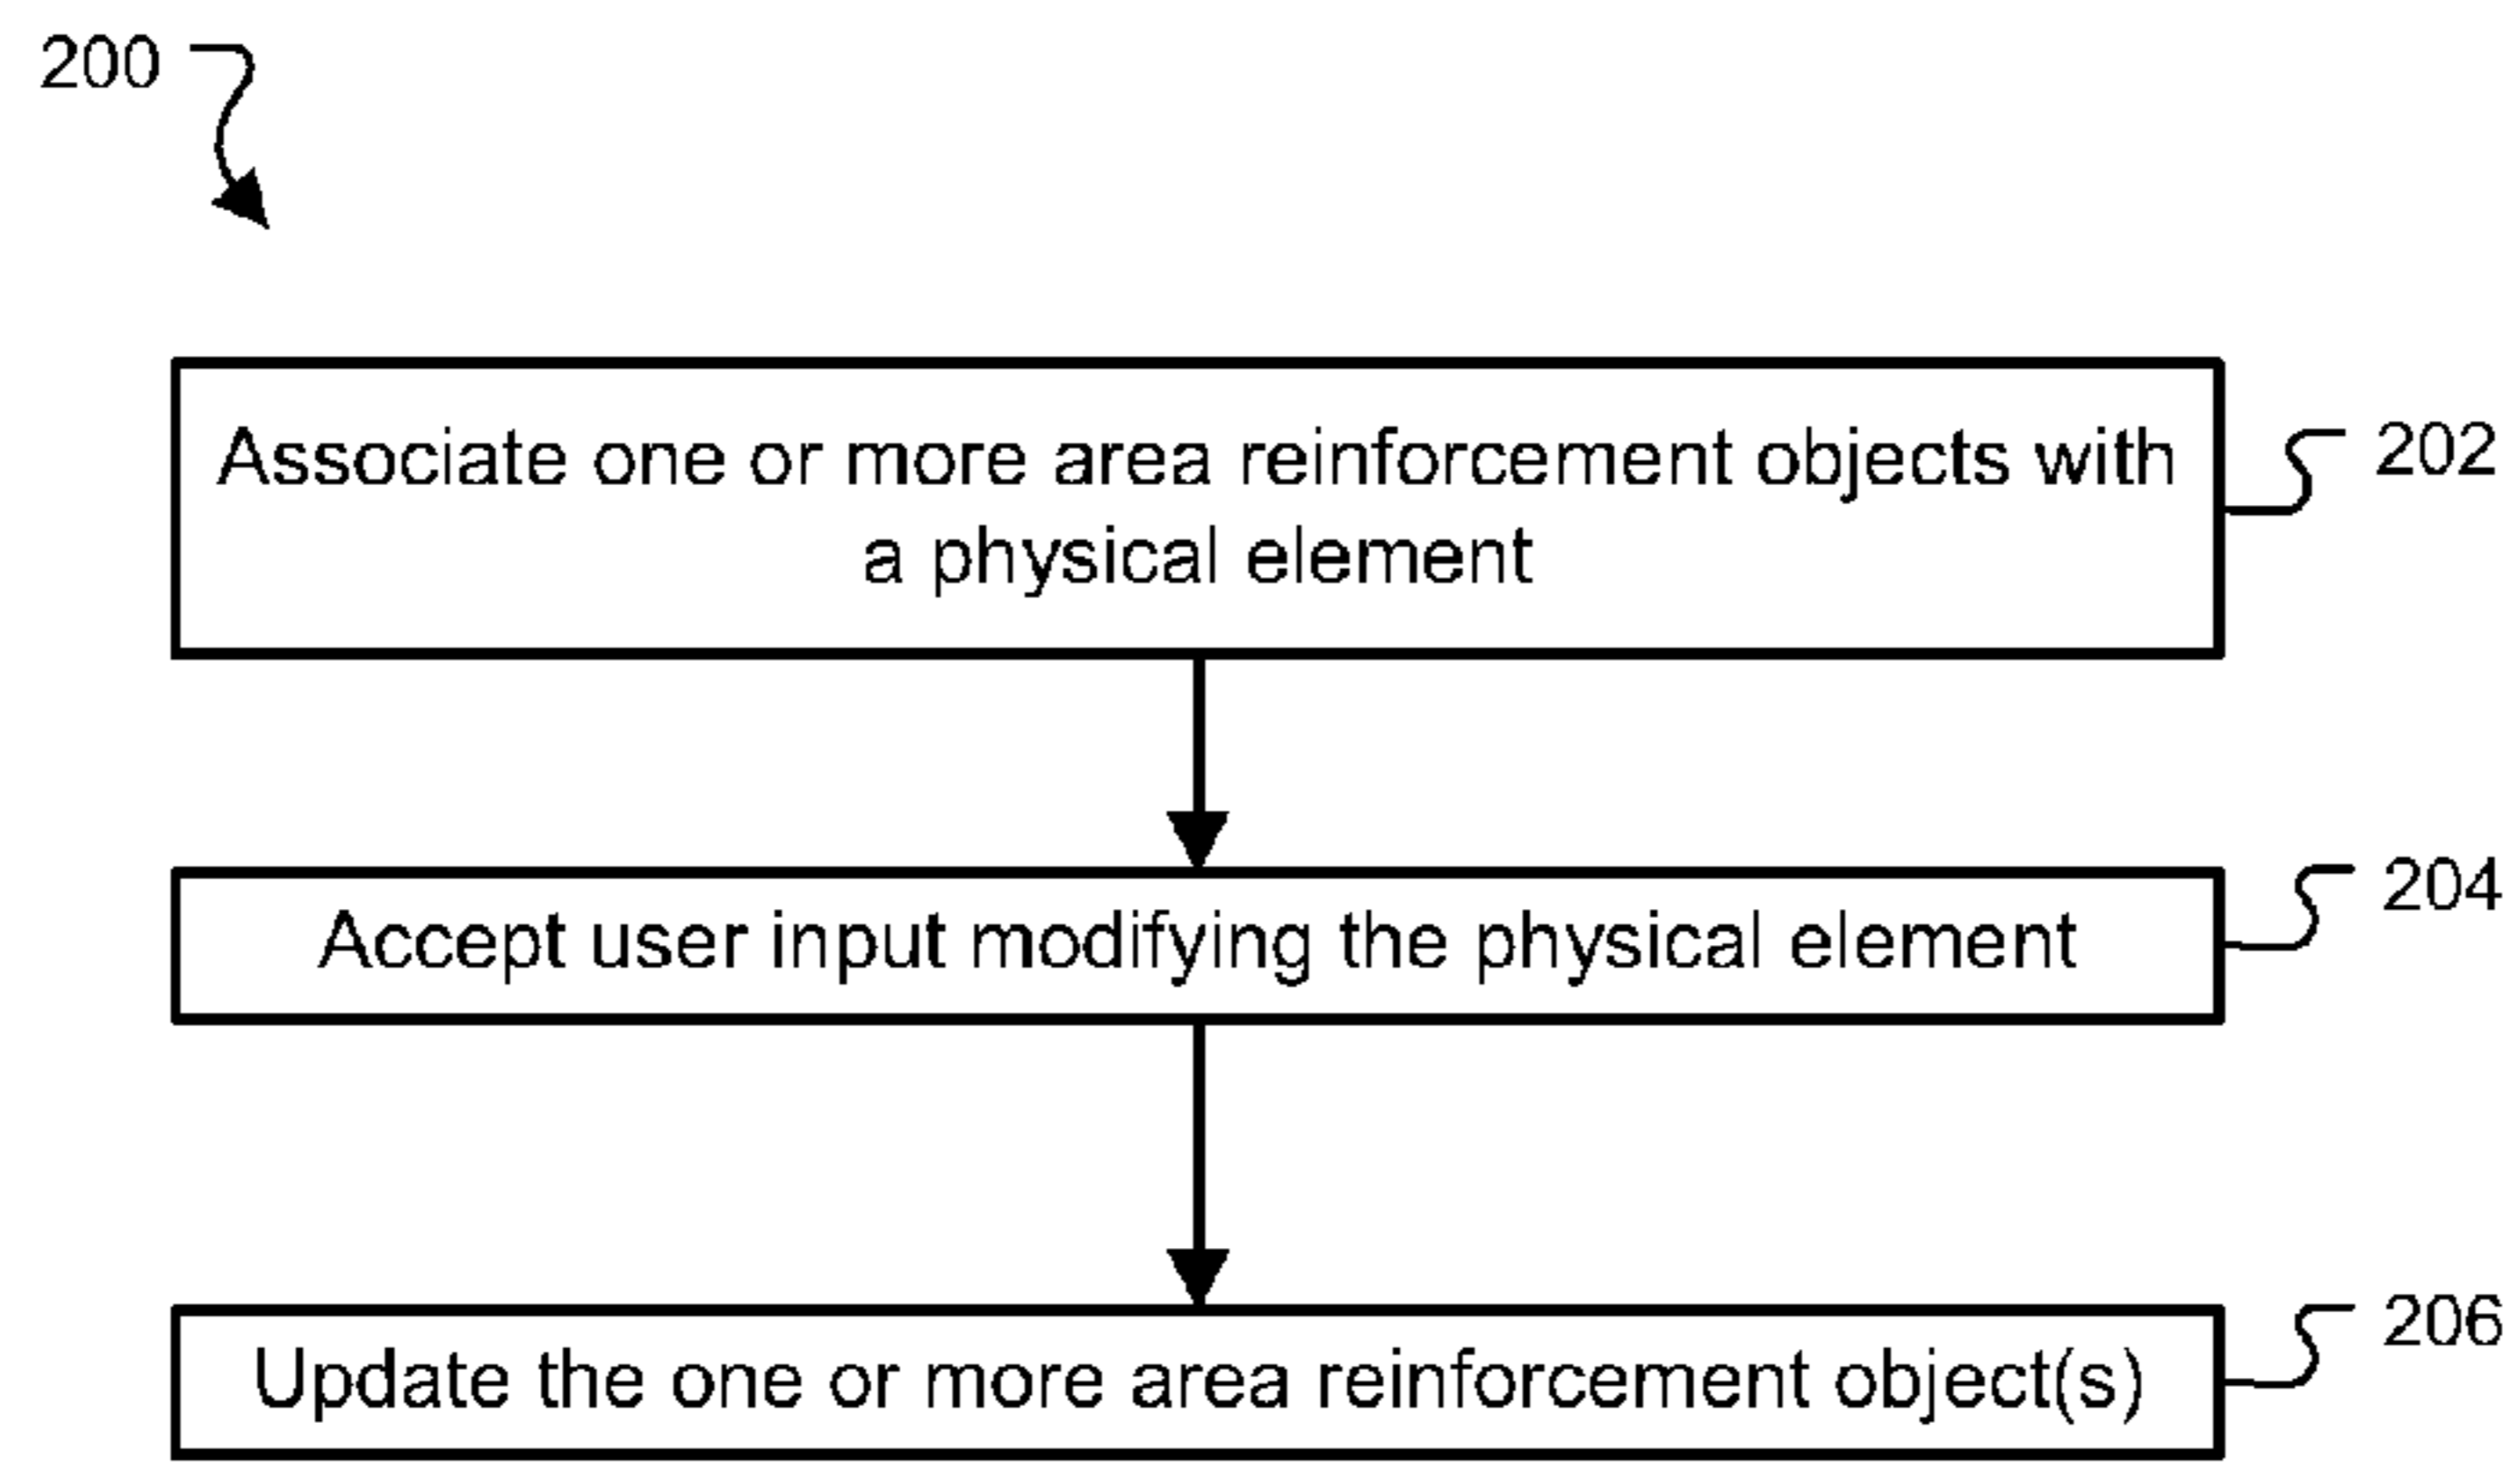 200
Associate one or more area reinforcement objects with
a physical element
202
Accept user input modifying the physical element
204
Update the one or more area reinforcement object(s)
206